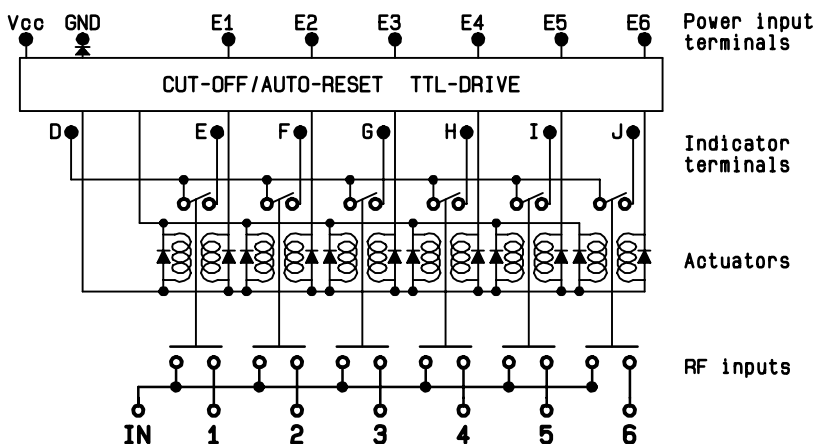 Vcc GND E1 E2 E3 E4 E5 E6 Power input
terminals
CUT-OFF/AUTO-RESET TTL-DRIVE
D E F G H I J Indicator
terminals
Actuators
RF inputs
IN 1 2 3 4 5 6